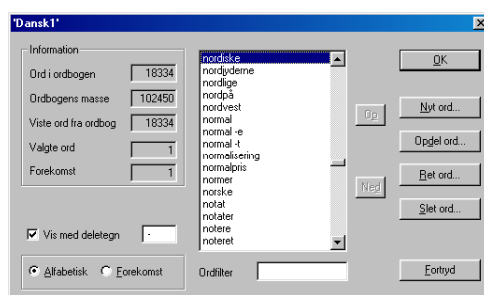 'Dansk1'
Information
Ord i ordbogen 18334
Ordbogens masse 102450
Viste ord fra ordbog 18334
Valgte ord 1
Forekomst 1
Vis med deletegn -
Alfabetisk Forekomst
nordiske
nordjyderne
nordlige
nordpå
nordvest
normal
normal -e
normal -t
normalisering
normalpris
normer
norske
notat
notater
notere
noteret
Ordfilter
Op
Ned
OK
Nyt ord...
Opdel ord...
Ret ord...
Slet ord...
Fortryd